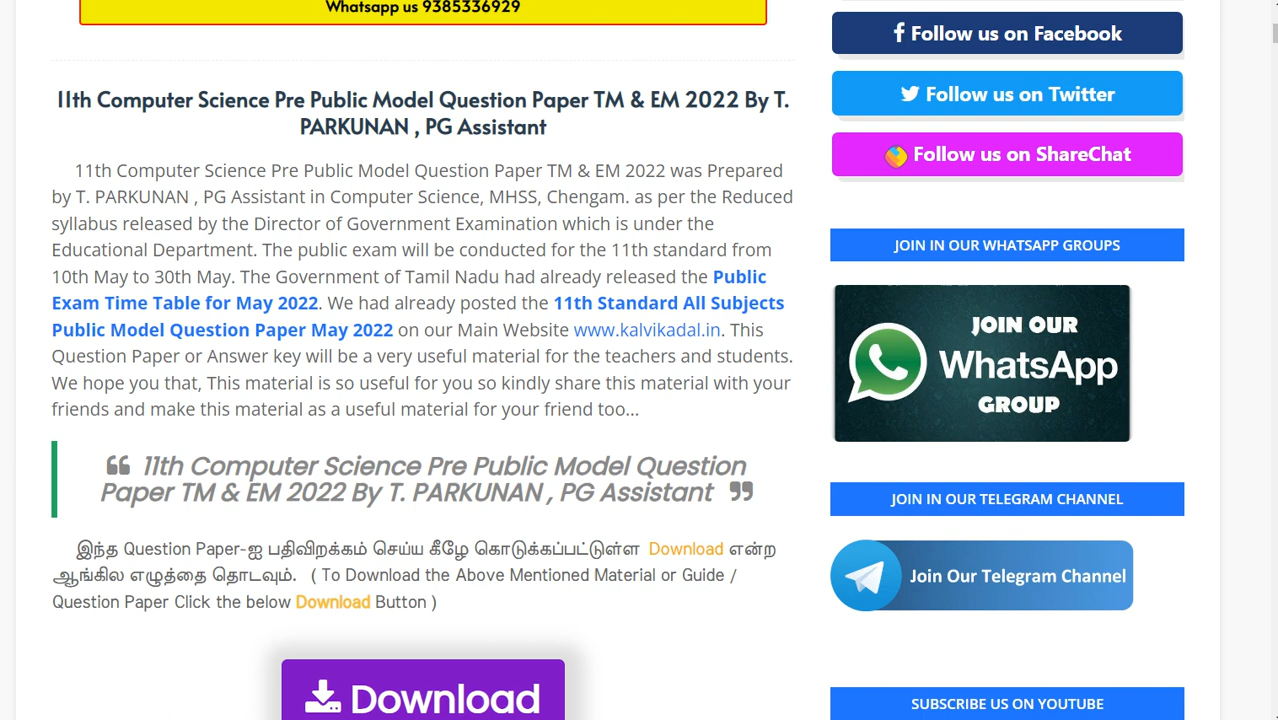 Whatsapp us 9385336929
11th Computer Science Pre Public Model Question Paper TM & EM 2022 By T.
PARKUNAN , PG Assistant
11th Computer Science Pre Public Model Question Paper TM & EM 2022 was Prepared
by T. PARKUNAN , PG Assistant in Computer Science, MHSS, Chengam. as per the Reduced
syllabus released by the Director of Government Examination which is under the
Educational Department. The public exam will be conducted for the 11th standard from
10th May to 30th May. The Government of Tamil Nadu had already released the Public
Exam Time Table for May 2022. We had already posted the 11th Standard All Subjects
Public Model Question Paper May 2022 on our Main Website www.kalvikadal.in. This
Question Paper or Answer key will be a very useful material for the teachers and students.
We hope you that, This material is so useful for you so kindly share this material with your
friends and make this material as a useful material for your friend too...
❝ 11th Computer Science Pre Public Model Question
Paper TM & EM 2022 By T. PARKUNAN , PG Assistant ❞
இந்த Question Paper-ஐ பதிவிறக்கம் செய்ய கீழே கொடுக்கப்பட்டுள்ள Download என்ற
ஆங்கில எழுத்தை தொடவும். ( To Download the Above Mentioned Material or Guide /
Question Paper Click the below Download Button )
Download
Follow us on Facebook
Follow us on Twitter
Follow us on ShareChat
JOIN IN OUR WHATSAPP GROUPS
JOIN OUR
WhatsApp
GROUP
JOIN IN OUR TELEGRAM CHANNEL
Join Our Telegram Channel
SUBSCRIBE US ON YOUTUBE